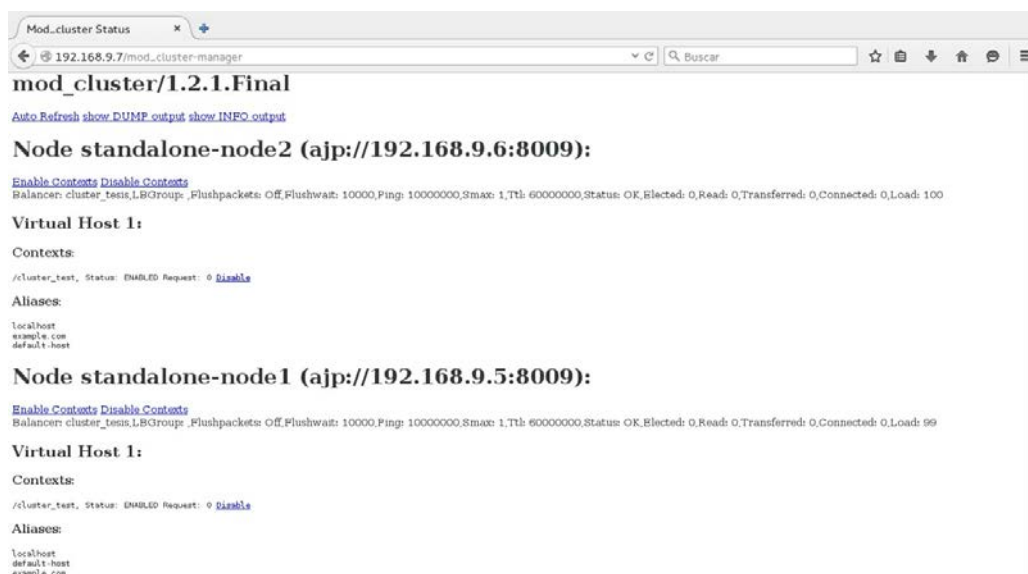 Mod_cluster Status
192.168.9.7/mod_cluster-manager
Buscar
mod_cluster/1.2.1.Final
Auto Refresh show DUMP output show INFO output
Node standalone-node2 (ajp://192.168.9.6:8009):
Enable Contexts Disable Contexts
Balancer: cluster_tesis,LBGroup: ,Flushpackets: Off,Flushwait: 10000,Ping: 10000000,Smax: 1,Ttl: 60000000,Status: OK,Elected: 0,Read: 0,Transferred: 0,Connected: 0,Load: 100
Virtual Host 1:
Contexts:
/cluster_test, Status: ENABLED Request: 0 Disable
Aliases:
localhost
example.com
default-host
Node standalone-node1 (ajp://192.168.9.5:8009):
Enable Contexts Disable Contexts
Balancer: cluster_tesis,LBGroup: ,Flushpackets: Off,Flushwait: 10000,Ping: 10000000,Smax: 1,Ttl: 60000000,Status: OK,Elected: 0,Read: 0,Transferred: 0,Connected: 0,Load: 99
Virtual Host 1:
Contexts:
/cluster_test, Status: ENABLED Request: 0 Disable
Aliases:
localhost
default-host
example.com